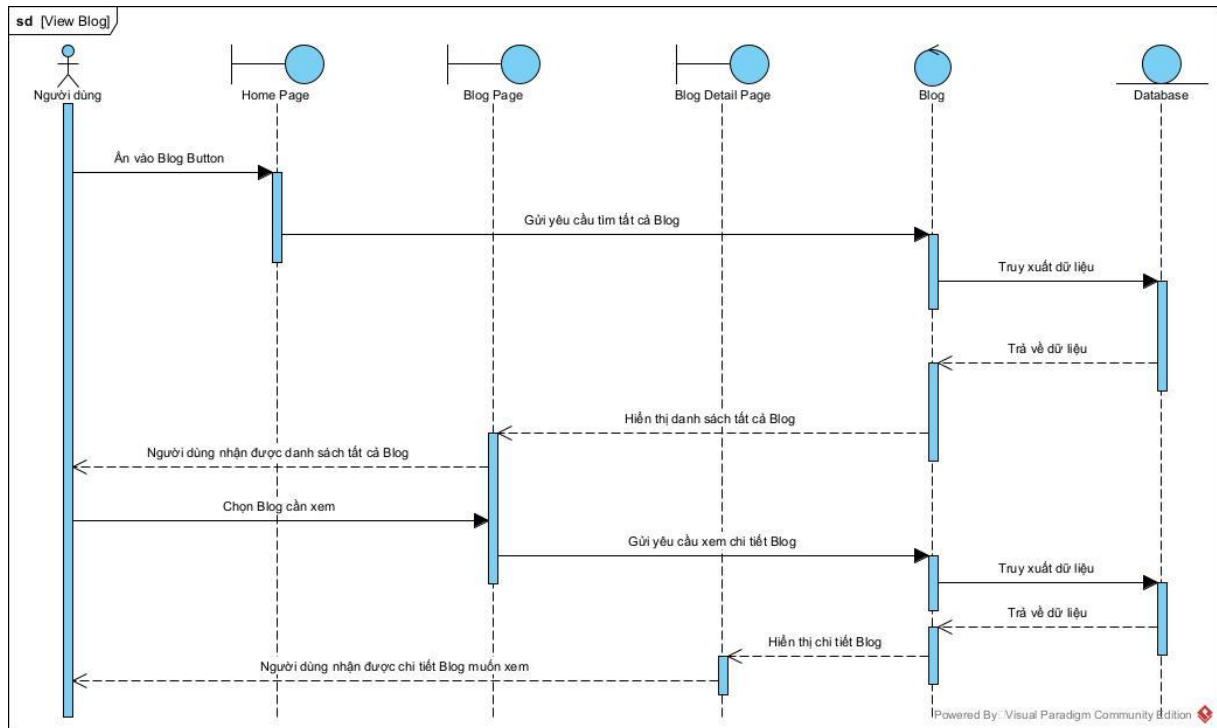 sd [View Blog]
Người dùng
Home Page
Blog Page
Blog Detail Page
Blog
Database
Ấn vào Blog Button
Gửi yêu cầu tìm tất cả Blog
Truy xuất dữ liệu
Trả về dữ liệu
Hiển thị danh sách tất cả Blog
Người dùng nhận được danh sách tất cả Blog
Chọn Blog cần xem
Gửi yêu cầu xem chi tiết Blog
Truy xuất dữ liệu
Trả về dữ liệu
Hiển thị chi tiết Blog
Người dùng nhận được chi tiết Blog muốn xem
Powered By Visual Paradigm Community Edition